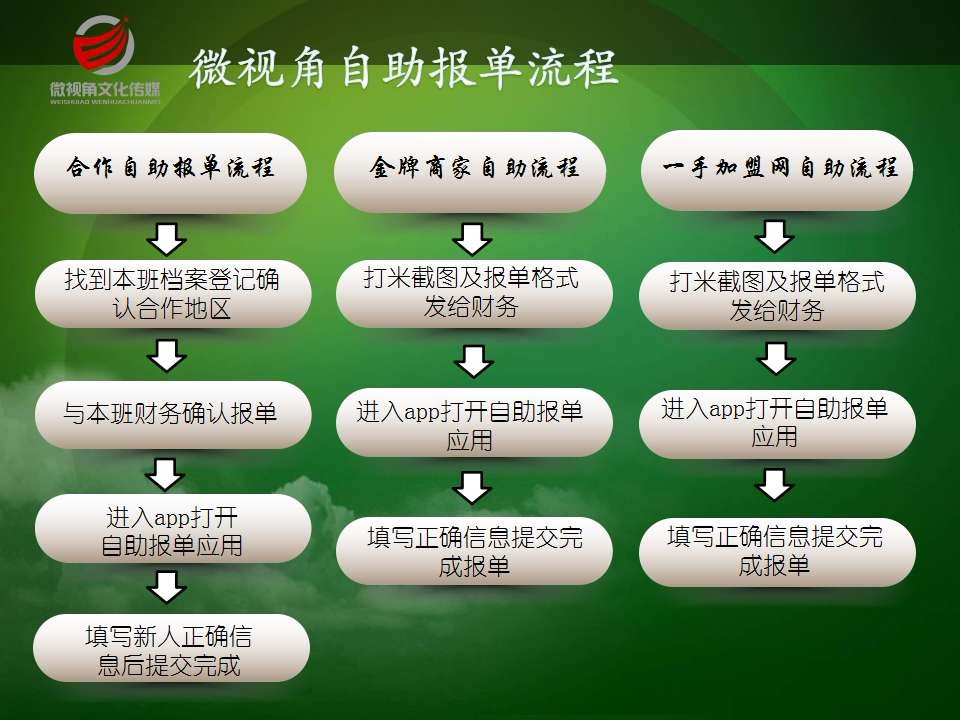 微视角自助报单流程
微视角文化传媒
WEISHIJIAO WENHUACHUANMEI
合作自助报单流程
找到本班档案登记确
认合作地区
与本班财务确认报单
进入app打开
自助报单应用
填写新人正确信
息后提交完成
金牌商家自助流程
打米截图及报单格式
发给财务
进入app打开自助报单
应用
填写正确信息提交完
成报单
一手加盟网自助流程
打米截图及报单格式
发给财务
进入app打开自助报单
应用
填写正确信息提交完
成报单